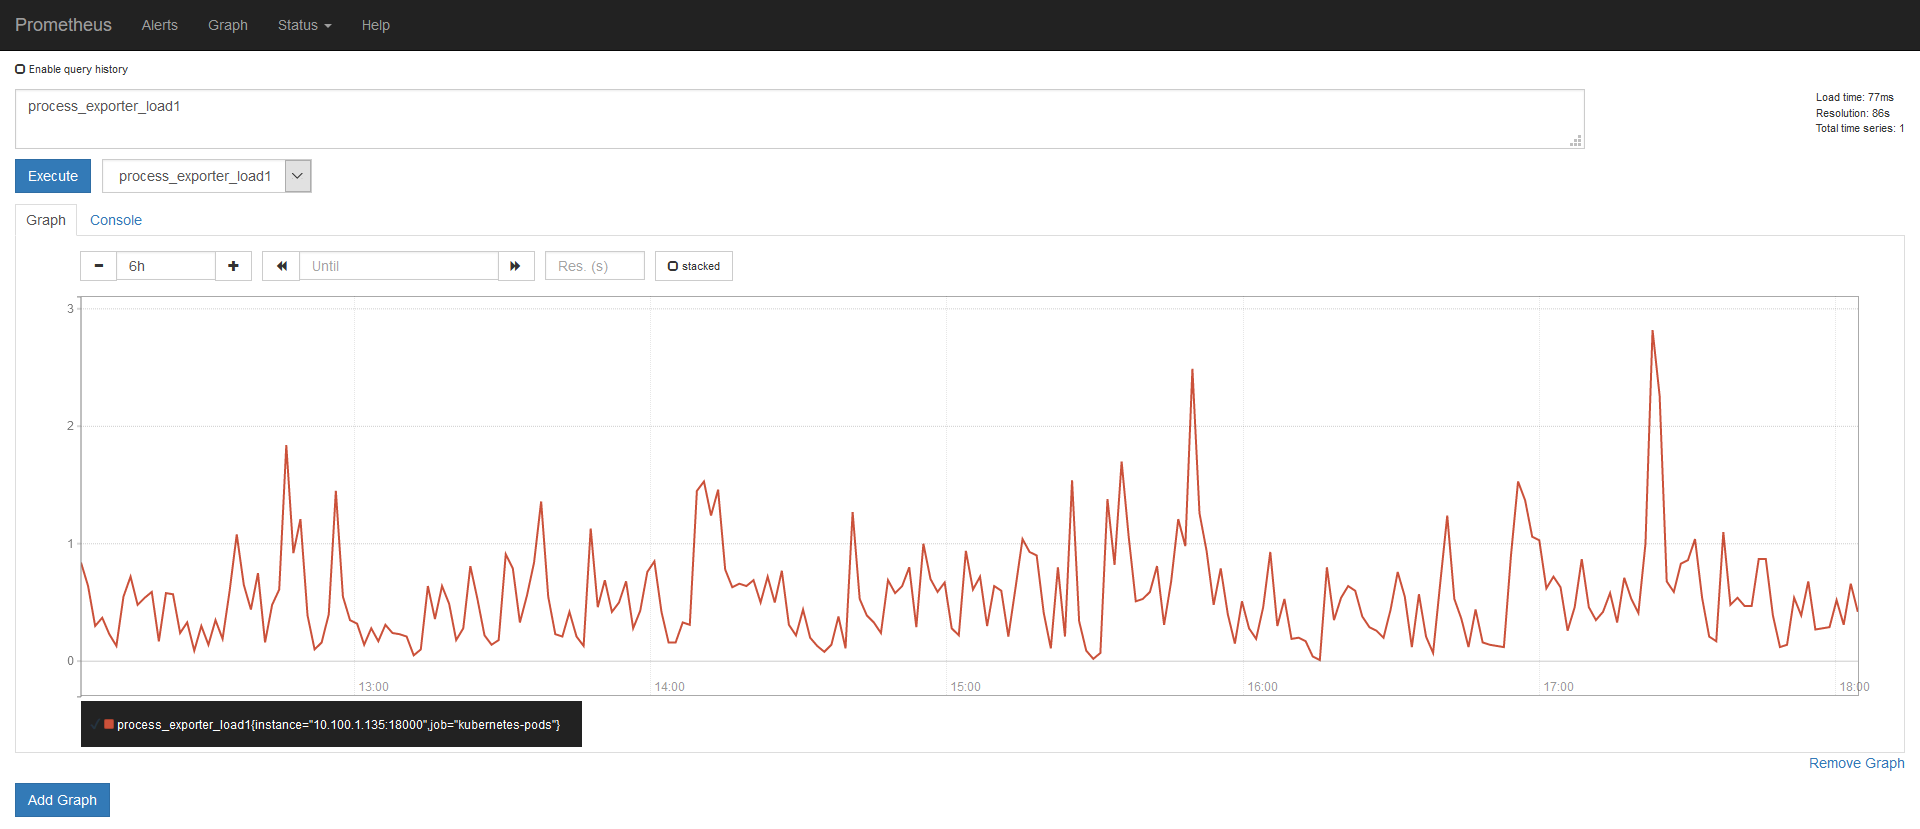 Prometheus Alerts Graph Status Help
Enable query history
process_exporter_load1
Load time: 77ms
Resolution: 86s
Total time series: 1
Execute process_exporter_load1
Graph Console
6h Until Res. (s) stacked
3
2
1
0
13:00 14:00 15:00 16:00 17:00 18:00
process_exporter_load1{instance="10.100.1.135:18000",job="kubernetes-pods"}
Remove Graph
Add Graph